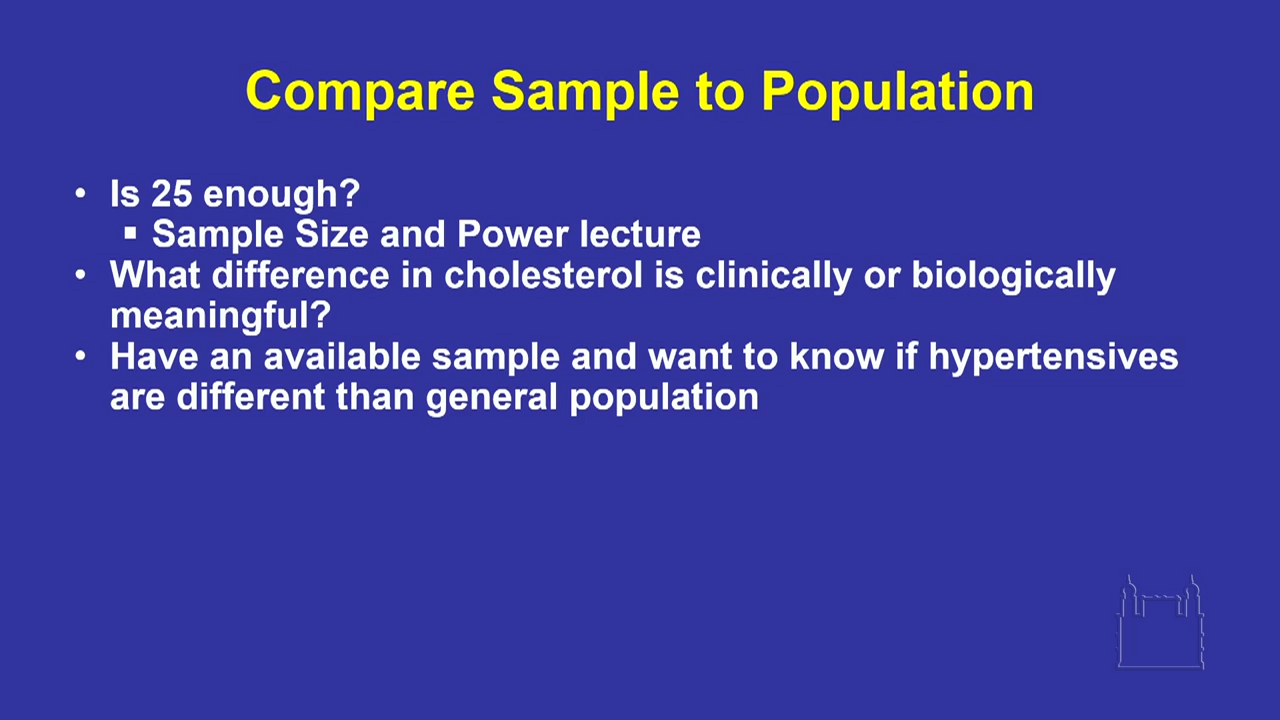 Compare Sample to Population
• Is 25 enough?
▪ Sample Size and Power lecture
• What difference in cholesterol is clinically or biologically
meaningful?
• Have an available sample and want to know if hypertensives
are different than general population